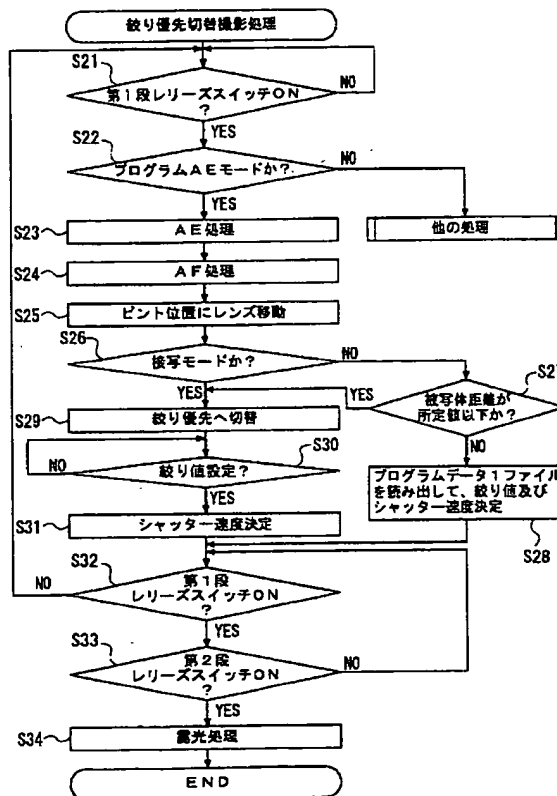 絞り優先切替撮影処理
S21
第1段レリーズスイッチON
?
NO
YES
S22
プログラムAEモードか?
NO
YES
S23
AE処理
他の処理
S24
AF処理
S25
ピント位置にレンズ移動
S26
接写モードか?
NO
YES
S27
被写体距離が
所定値以下か?
YES
NO
S29
絞り優先へ切替
S30
絞り値設定?
NO
YES
プログラムデータ1ファイル
を読み出して、絞り値及び
シャッター速度決定
S28
S31
シャッター速度決定
S32
第1段
レリーズスイッチON
?
NO
YES
S33
第2段
レリーズスイッチON
?
NO
YES
S34
露光処理
END